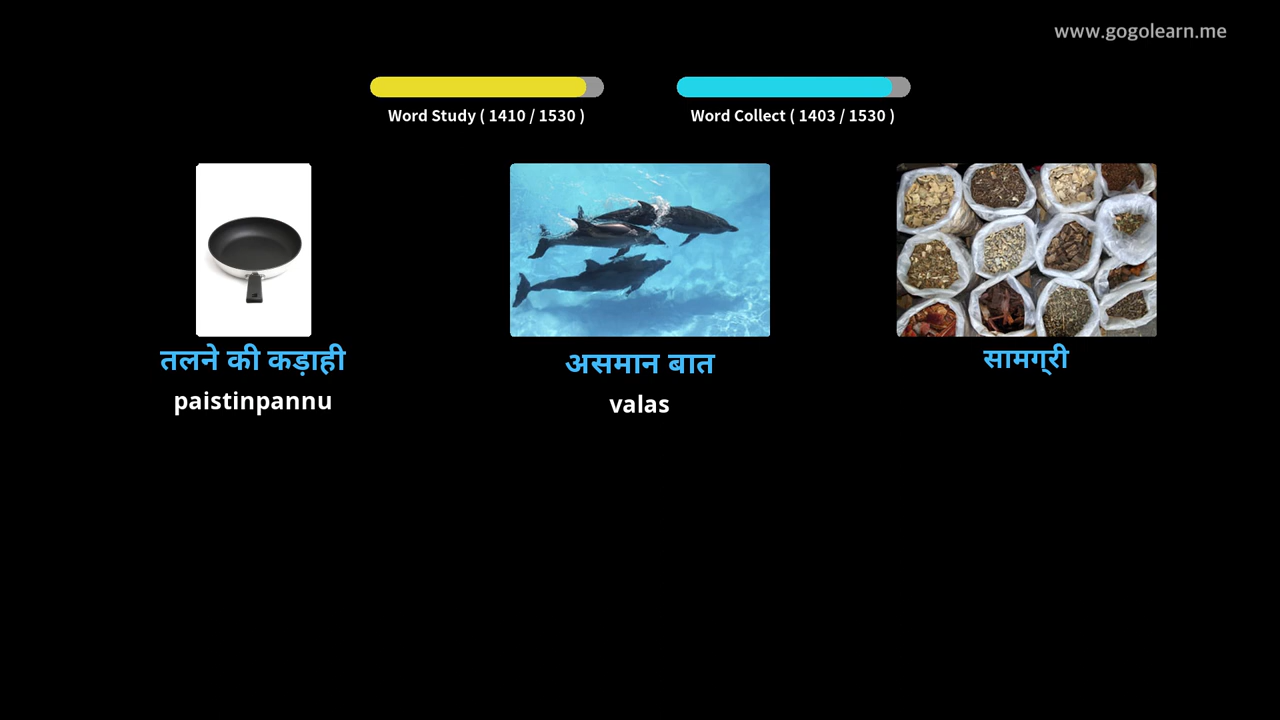 www.gogolearn.me
Word Study ( 1410 / 1530 )
Word Collect ( 1403 / 1530 )
तलने की कड़ाही
असमान बात
सामग्री
paistinpannu
valas